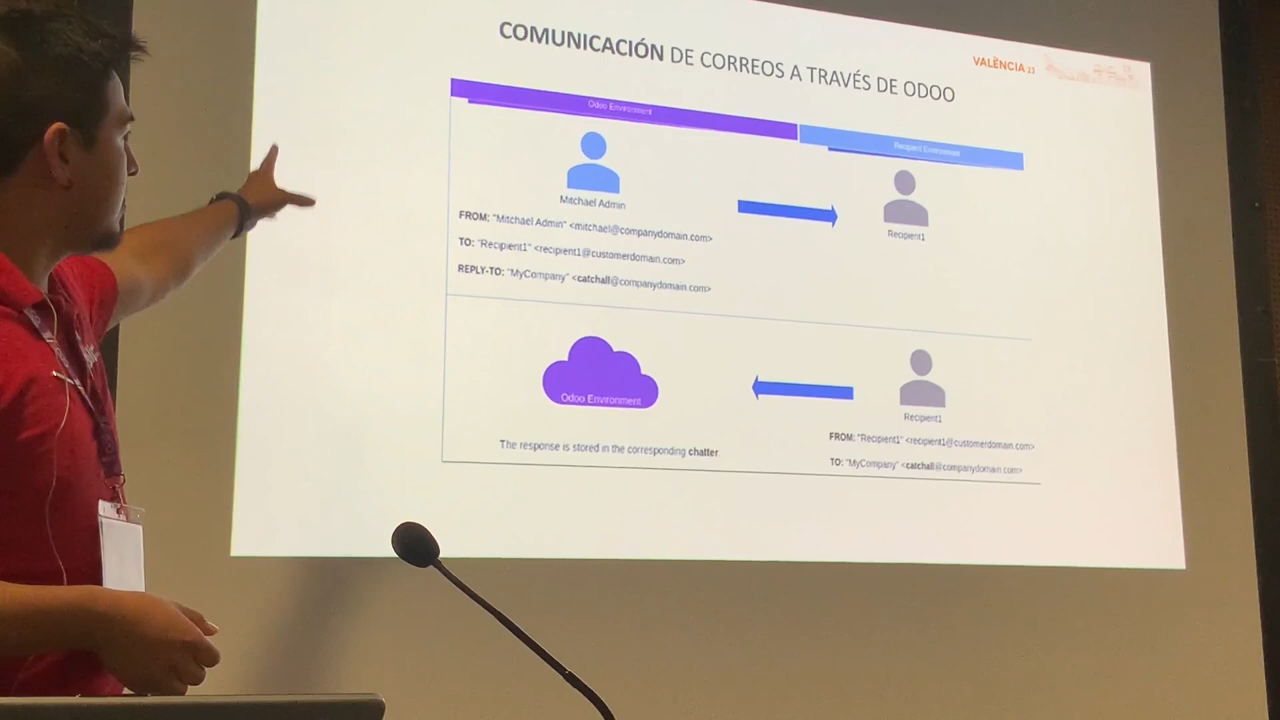 COMUNICACIÓN DE CORREOS A TRAVÉS DE ODOO
VALÈNCIA 23
Odoo Environment
Recipient Environment
Mitchael Admin
Recipient1
FROM: "Mitchael Admin" <mitchael@companydomain.com>
TO: "Recipient1" <recipient1@customerdomain.com>
REPLY-TO: "MyCompany" <catchall@companydomain.com>
Odoo Environment
Recipient1
The response is stored in the corresponding chatter
FROM: "Recipient1" <recipient1@customerdomain.com>
TO: "MyCompany" <catchall@companydomain.com>